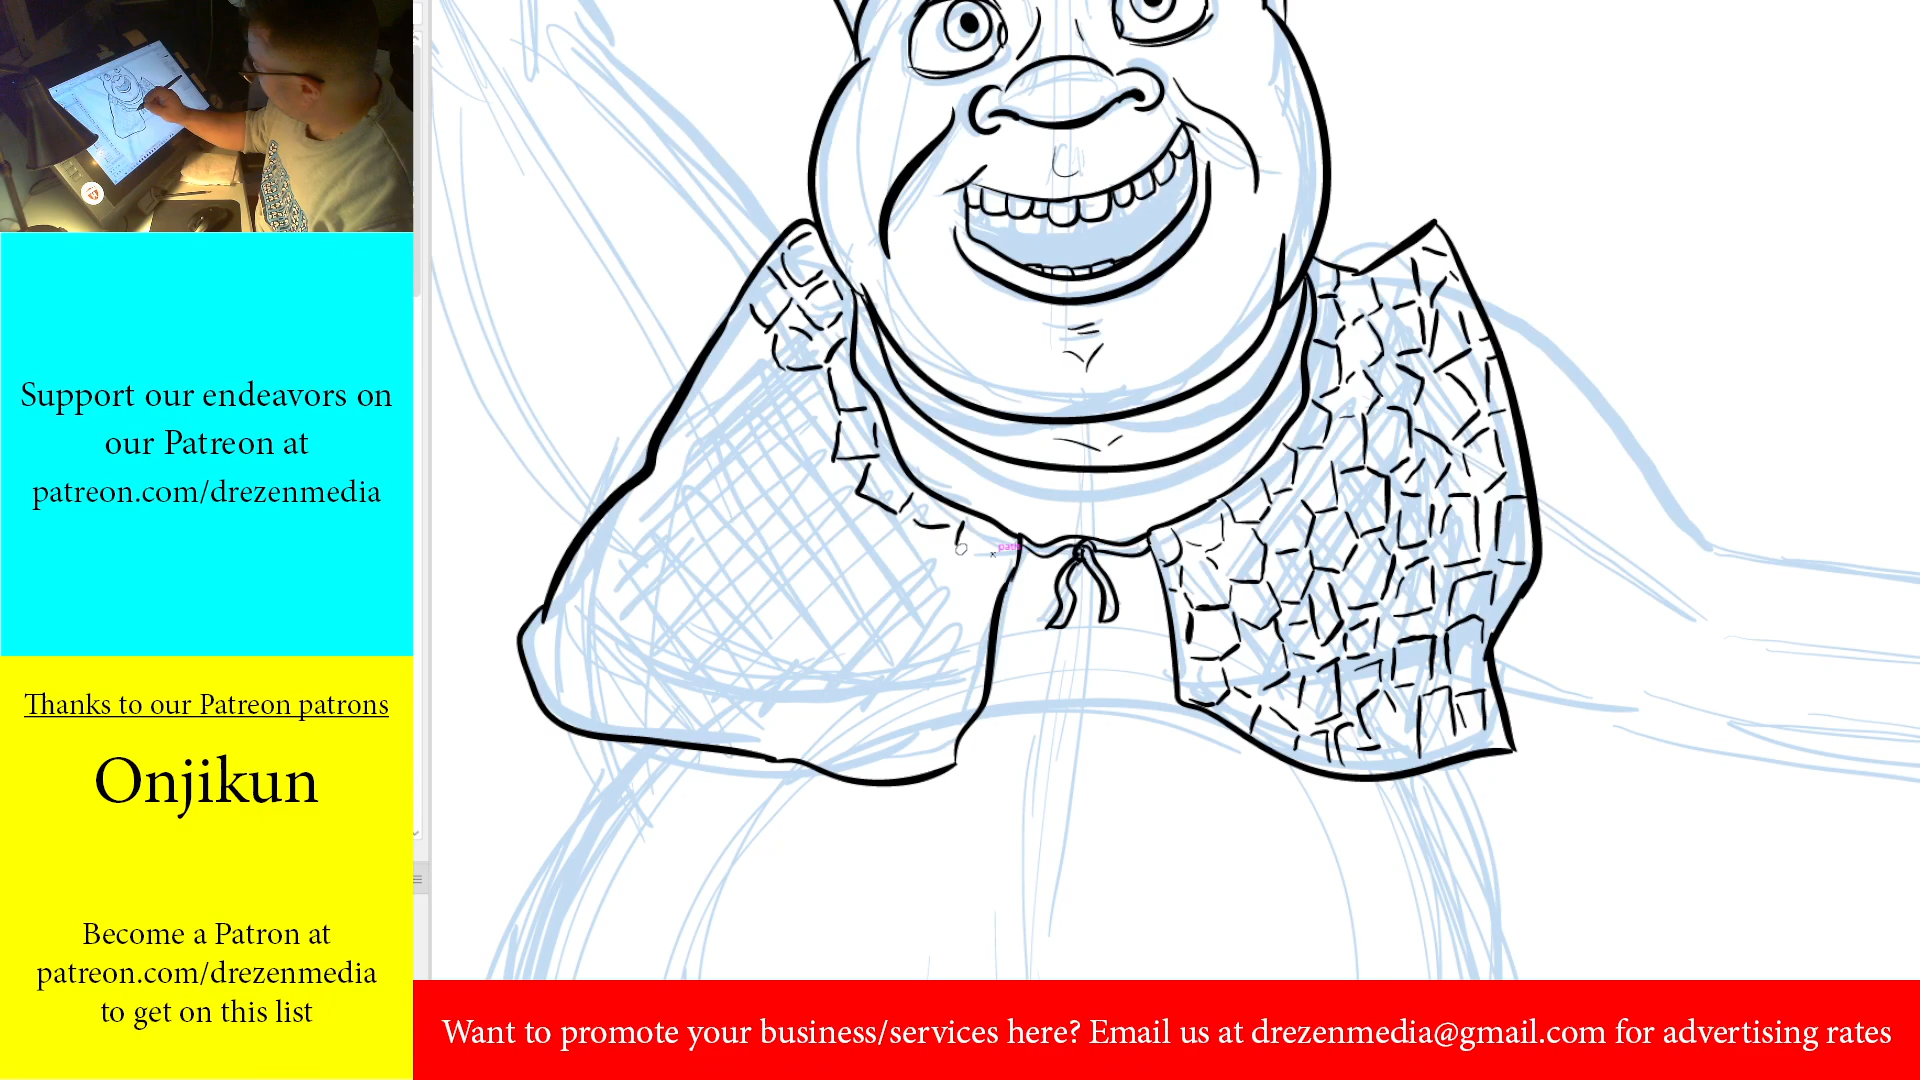 Support our endeavors on
our Patreon at
patreon.com/drezenmedia
Thanks to our Patreon patrons
Onjikun
Become a Patron at
patreon.com/drezenmedia
to get on this list
path
Want to promote your business/services here? Email us at drezenmedia@gmail.com for advertising rates